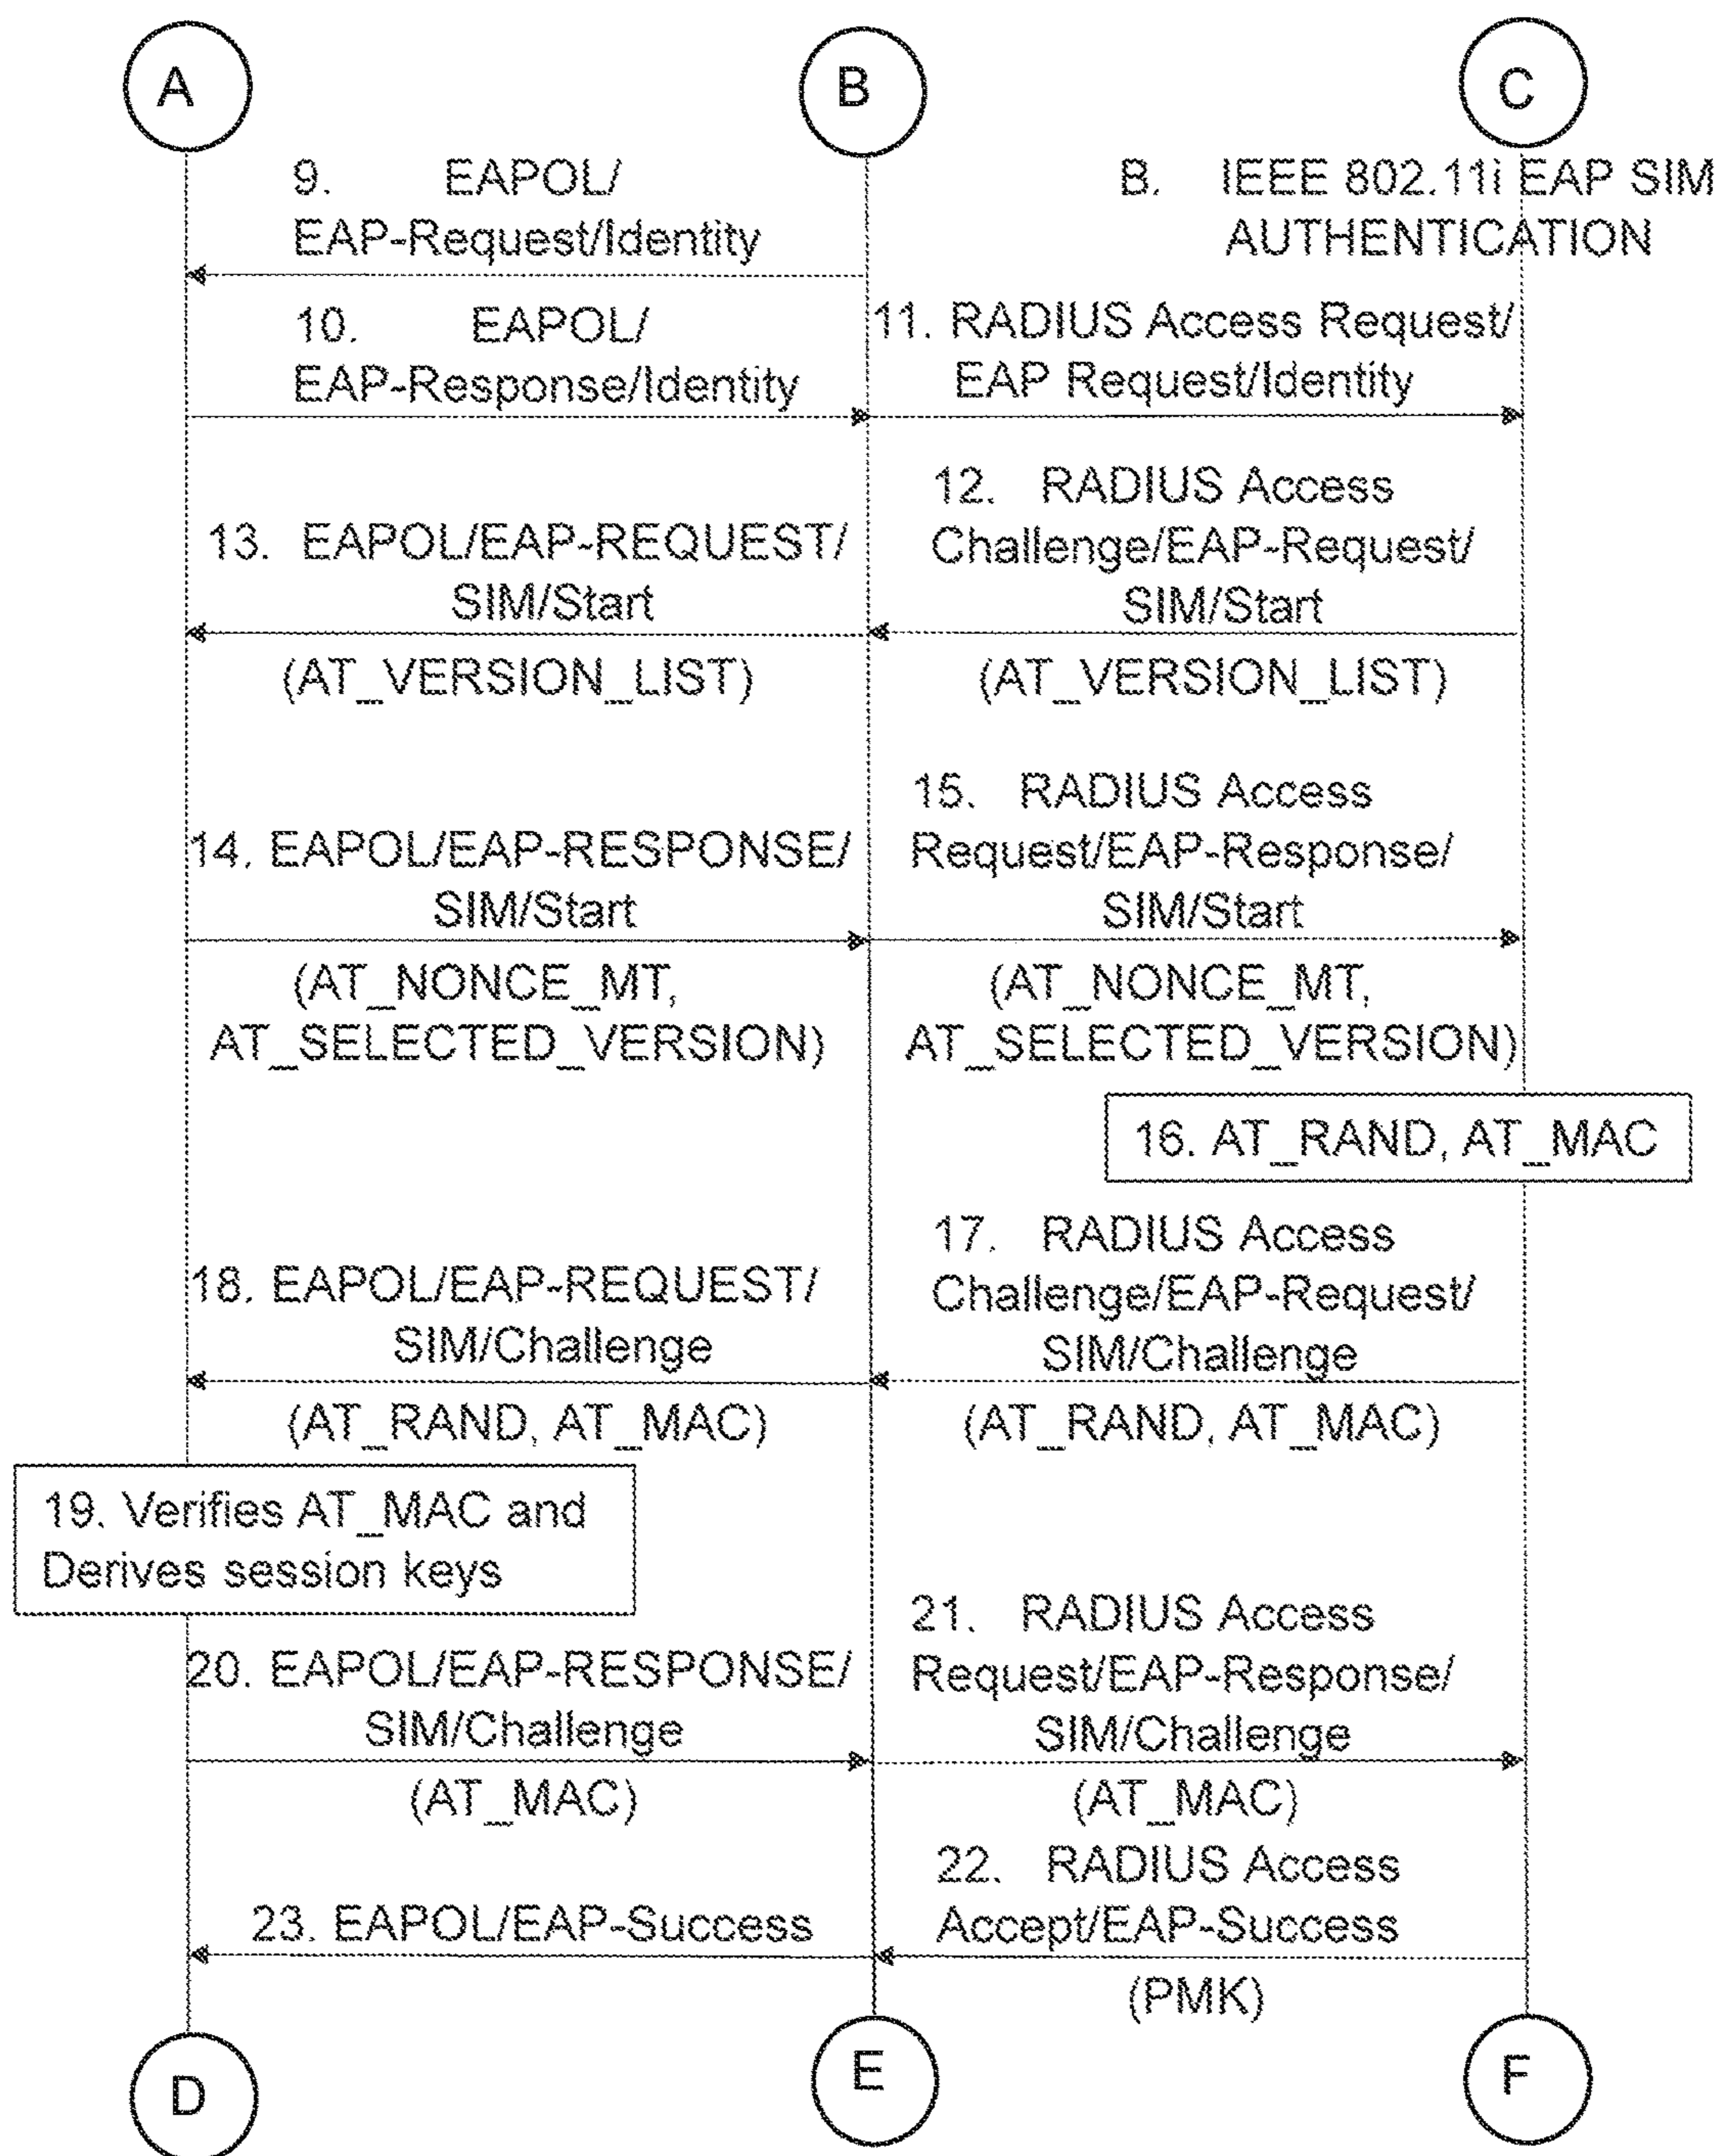 A
B
C
9. EAPOL/
EAP-Request/Identity
B. IEEE 802.11i EAP SIM
AUTHENTICATION
10. EAPOL/
EAP-Response/Identity
11. RADIUS Access Request/
EAP Request/Identity
12. RADIUS Access
Challenge/EAP-Request/
SIM/Start
(AT_VERSION_LIST)
13. EAPOL/EAP-REQUEST/
SIM/Start
(AT_VERSION_LIST)
14. EAPOL/EAP-RESPONSE/
SIM/Start
(AT_NONCE_MT,
AT_SELECTED_VERSION)
15. RADIUS Access
Request/EAP-Response/
SIM/Start
(AT_NONCE_MT,
AT_SELECTED_VERSION)
16. AT_RAND, AT_MAC
17. RADIUS Access
Challenge/EAP-Request/
SIM/Challenge
(AT_RAND, AT_MAC)
18. EAPOL/EAP-REQUEST/
SIM/Challenge
(AT_RAND, AT_MAC)
19. Verifies AT_MAC and
Derives session keys
20. EAPOL/EAP-RESPONSE/
SIM/Challenge
(AT_MAC)
21. RADIUS Access
Request/EAP-Response/
SIM/Challenge
(AT_MAC)
22. RADIUS Access
Accept/EAP-Success
(PMK)
23. EAPOL/EAP-Success
D
E
F